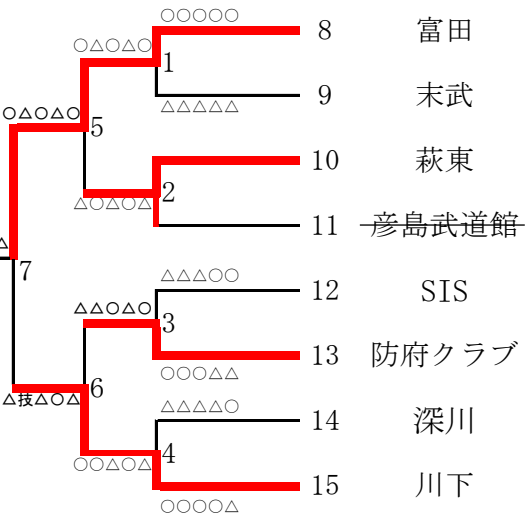 ○○○○○
8 富田
○△○△○
1
9 末武
△△△△△
○△○△○
5
10 萩東
2
△○△○△
11 彦島武道館
△
7
△△△○○
12 SIS
△△○△○
3
13 防府クラブ
○○○△△
6
△技△○△
△△△△○
14 深川
4
○○△○△
15 川下
○○○○△